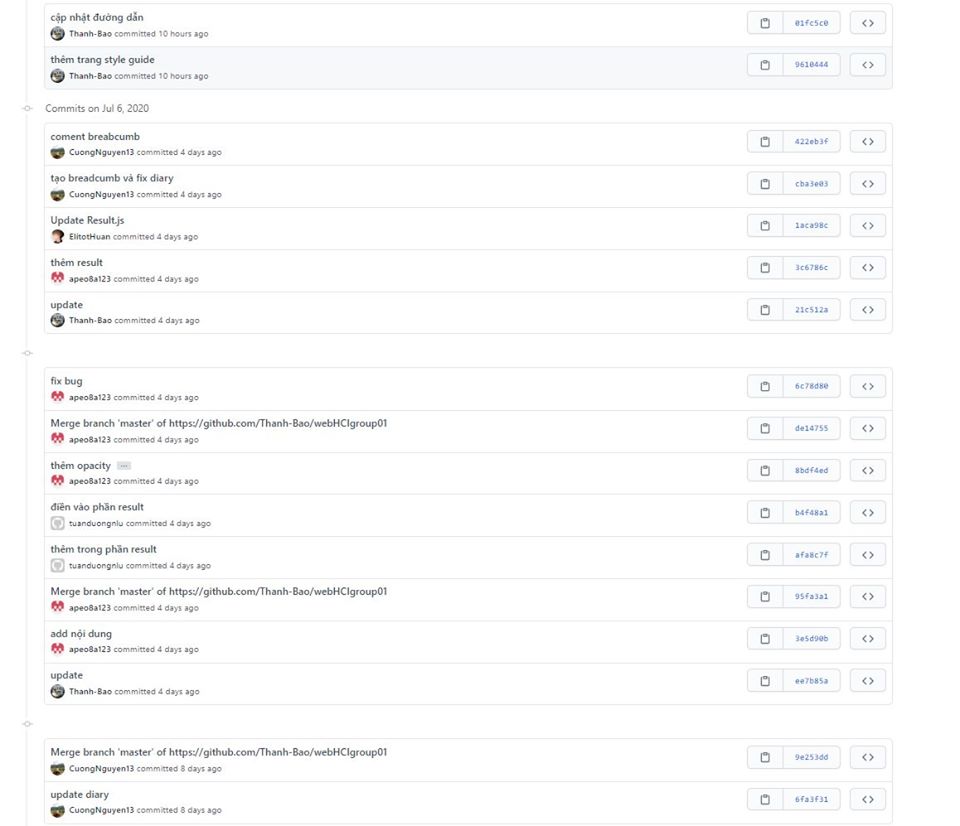 cập nhật đường dẫn
01fc5c0
Thanh-Bao committed 10 hours ago
thêm trang style guide
9610444
Thanh-Bao committed 10 hours ago
Commits on Jul 6, 2020
coment breabcumb
422eb3f
CuongNguyen13 committed 4 days ago
tạo breadcumb và fix diary
cba3e03
CuongNguyen13 committed 4 days ago
Update Result.js
1aca98c
ElitotHuan committed 4 days ago
thêm result
3c6786c
apeo8a123 committed 4 days ago
update
21c512a
Thanh-Bao committed 4 days ago
fix bug
6c78d80
apeo8a123 committed 4 days ago
Merge branch 'master' of https://github.com/Thanh-Bao/webHCIgroup01
de14755
apeo8a123 committed 4 days ago
thêm opacity ...
8bdf4ed
apeo8a123 committed 4 days ago
điền vào phần result
b4f48a1
tuanduongnlu committed 4 days ago
thêm trong phần result
afa8c7f
tuanduongnlu committed 4 days ago
Merge branch 'master' of https://github.com/Thanh-Bao/webHCIgroup01
95fa3a1
apeo8a123 committed 4 days ago
add nội dung
3e5d90b
apeo8a123 committed 4 days ago
update
ee7b85a
Thanh-Bao committed 4 days ago
Merge branch 'master' of https://github.com/Thanh-Bao/webHCIgroup01
9e253dd
CuongNguyen13 committed 8 days ago
update diary
6fa3f31
CuongNguyen13 committed 8 days ago